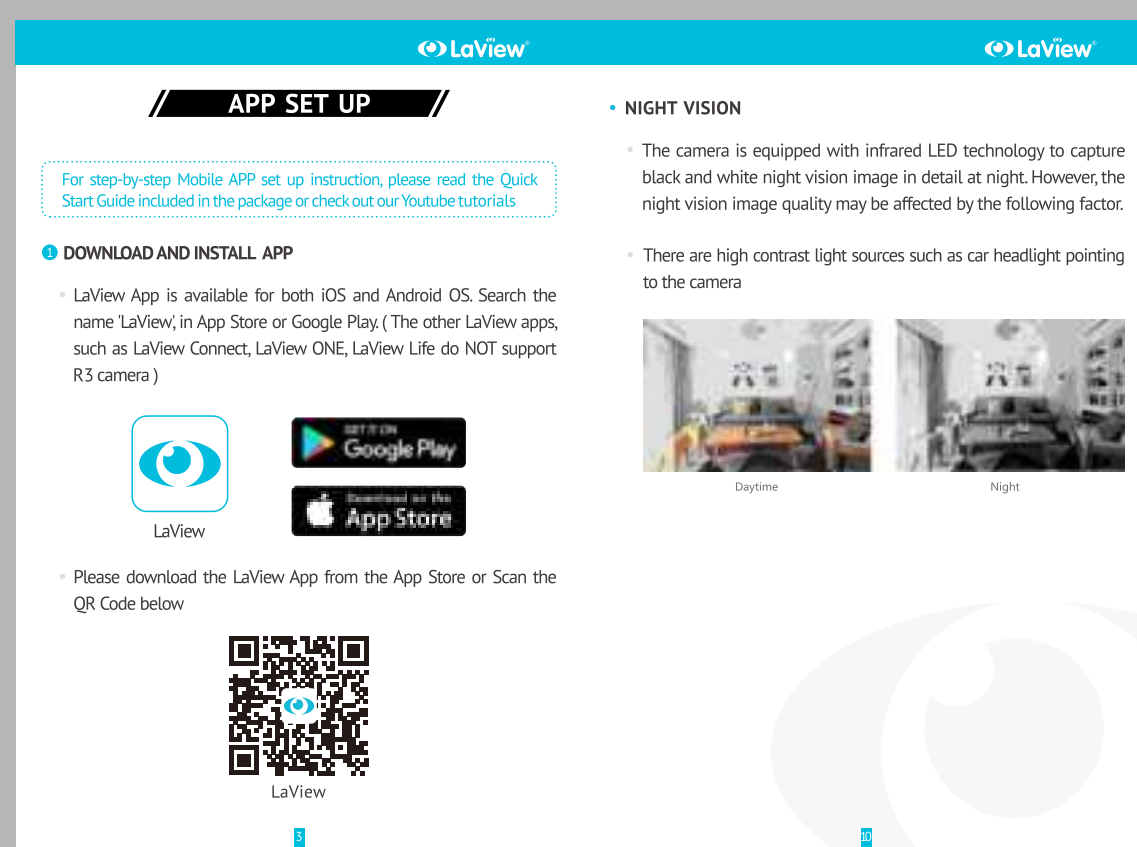 LaView®
APP SET UP
For step-by-step Mobile APP set up instruction, please read the Quick
Start Guide included in the package or check out our Youtube tutorials
1 DOWNLOAD AND INSTALL APP
• LaView App is available for both iOS and Android OS. Search the
name 'LaView', in App Store or Google Play. ( The other LaView apps,
such as LaView Connect, LaView ONE, LaView Life do NOT support
R3 camera )
GET IT ON
Google Play
Download on the
App Store
LaView
• Please download the LaView App from the App Store or Scan the
QR Code below
LaView
3
LaView®
• NIGHT VISION
• The camera is equipped with infrared LED technology to capture
black and white night vision image in detail at night. However, the
night vision image quality may be affected by the following factor.
• There are high contrast light sources such as car headlight pointing
to the camera
Daytime
Night
10